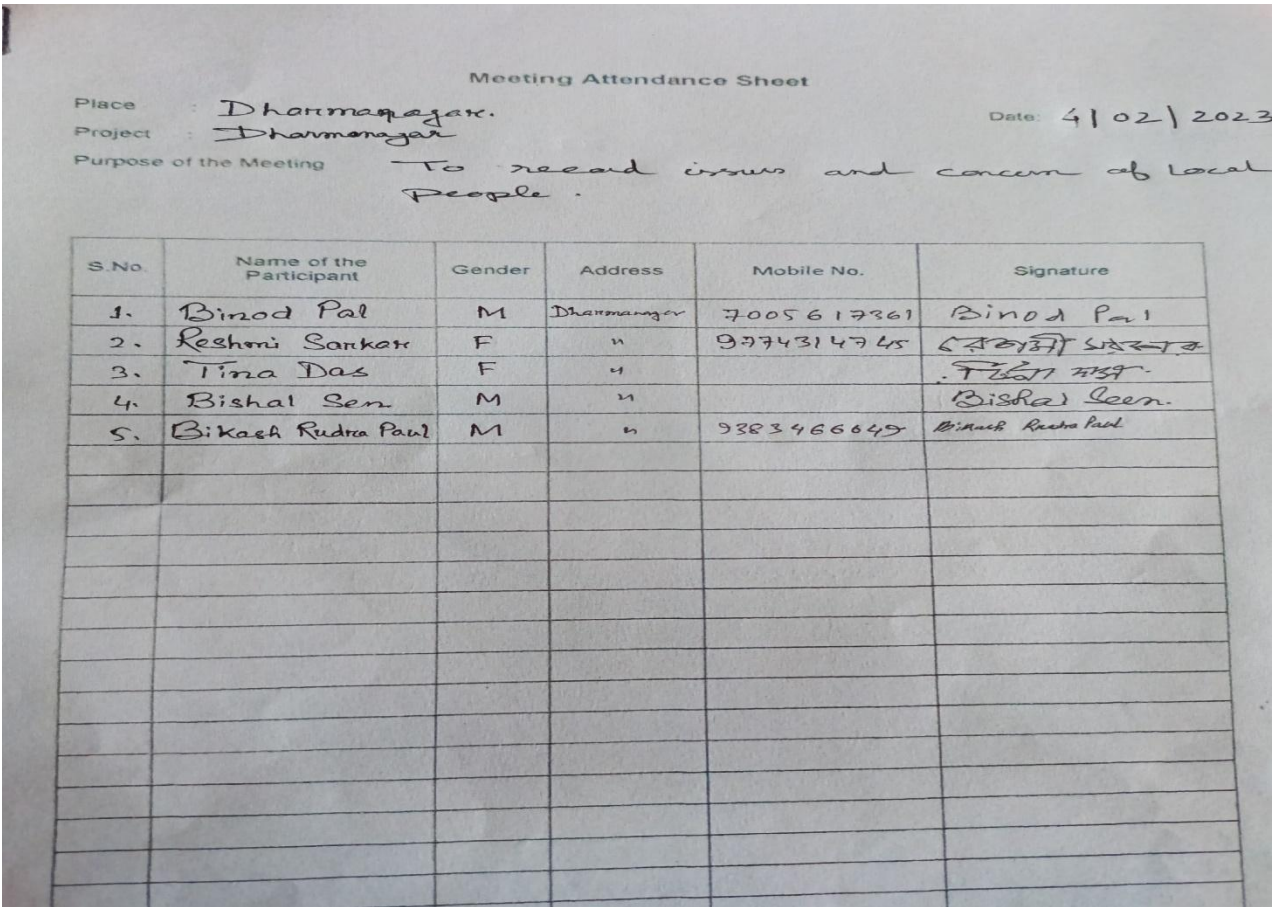 Meeting Attendance Sheet
Place : Dharmanagar.
Date: 4/02/2023
Project : Dharmanagar
Purpose of the Meeting To record issues and concern of Local
People.
S.No. Name of the Participant Gender Address Mobile No. Signature
1. Binod Pal M Dharmanagar 7005617361 Binod Pal
2. Reshmi Sarkar F " 9774314745 রেশমী সরকার
3. Tina Das F " টিনা দাস.
4. Bishal Sen M " Bishal Seen.
5. Bikash Rudra Paul M " 9383466649 Bikash Rudra Paul